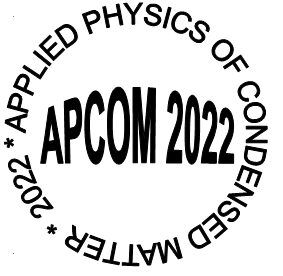 * 2022 * APPLIED PHYSICS OF CONDENSED MATTER
APCOM 2022